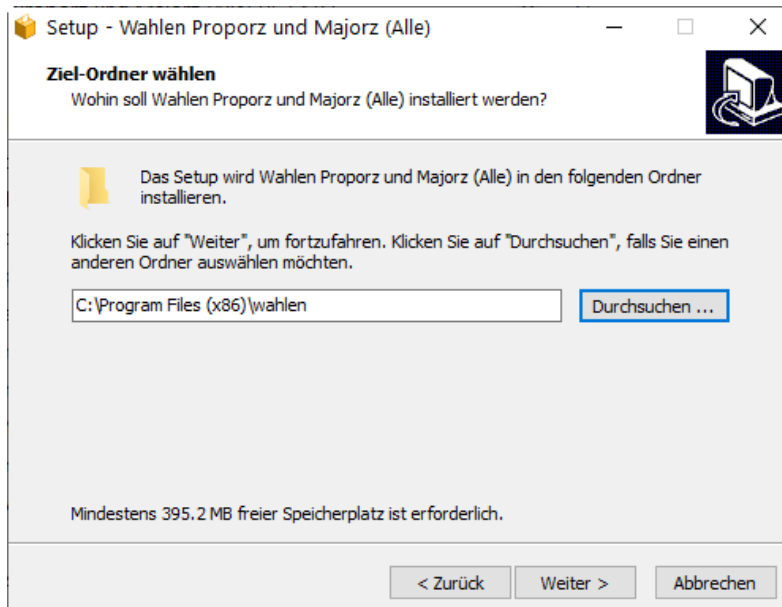 Setup - Wahlen Proporz und Majorz (Alle)
Ziel-Ordner wählen
Wohin soll Wahlen Proporz und Majorz (Alle) installiert werden?
Das Setup wird Wahlen Proporz und Majorz (Alle) in den folgenden Ordner
installieren.
Klicken Sie auf "Weiter", um fortzufahren. Klicken Sie auf "Durchsuchen", falls Sie einen
anderen Ordner auswählen möchten.
C:\Program Files (x86)\wahlen
Durchsuchen ...
Mindestens 395.2 MB freier Speicherplatz ist erforderlich.
< Zurück
Weiter >
Abbrechen